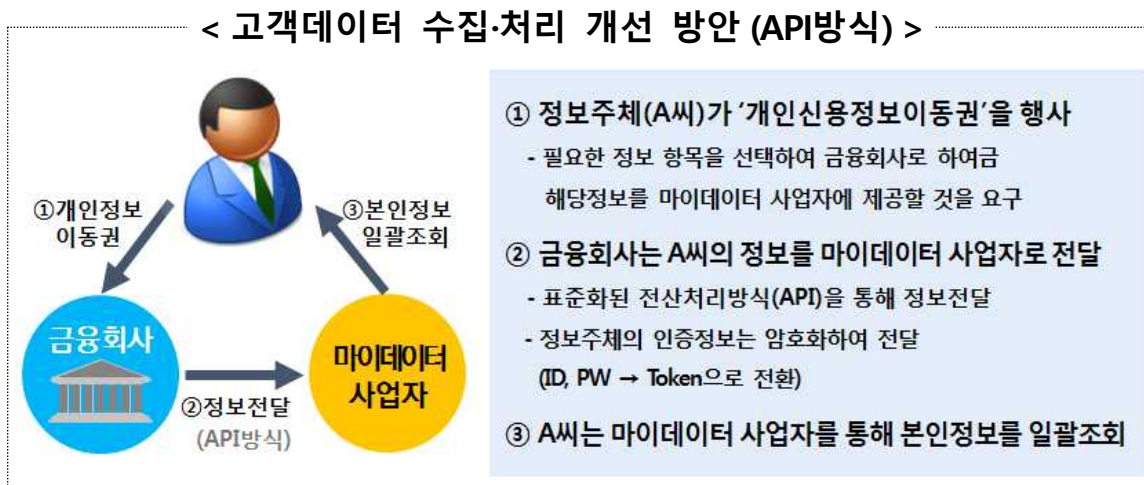 < 고객데이터 수집·처리 개선 방안 (API방식) >
①개인정보
이동권
③본인정보
일괄조회
금융회사
②정보전달
(API방식)
마이데이터
사업자
① 정보주체(A씨)가 '개인신용정보이동권'을 행사
- 필요한 정보 항목을 선택하여 금융회사로 하여금
해당정보를 마이데이터 사업자에 제공할 것을 요구
② 금융회사는 A씨의 정보를 마이데이터 사업자로 전달
- 표준화된 전산처리방식(API)을 통해 정보전달
- 정보주체의 인증정보는 암호화하여 전달
(ID, PW → Token으로 전환)
③ A씨는 마이데이터 사업자를 통해 본인정보를 일괄조회